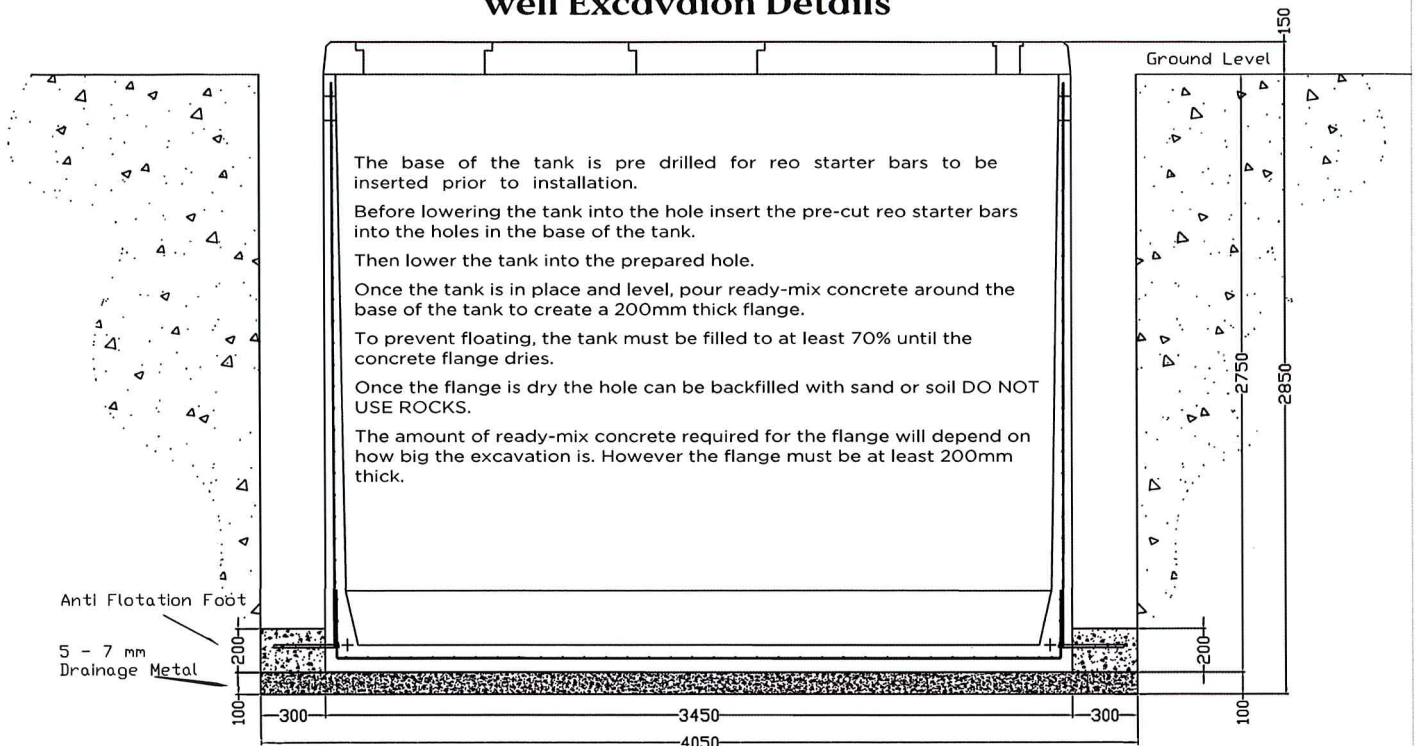 Well Excavation Details
150
Ground Level
The base of the tank is pre drilled for reo starter bars to be
inserted prior to installation.
Before lowering the tank into the hole insert the pre-cut reo starter bars
into the holes in the base of the tank.
Then lower the tank into the prepared hole.
Once the tank is in place and level, pour ready-mix concrete around the
base of the tank to create a 200mm thick flange.
To prevent floating, the tank must be filled to at least 70% until the
concrete flange dries.
Once the flange is dry the hole can be backfilled with sand or soil DO NOT
USE ROCKS.
The amount of ready-mix concrete required for the flange will depend on
how big the excavation is. However the flange must be at least 200mm
thick.
2750
2850
Anti Flotation Foot
5 - 7 mm
Drainage Metal
200
200
100
300
3450
300
100
4050